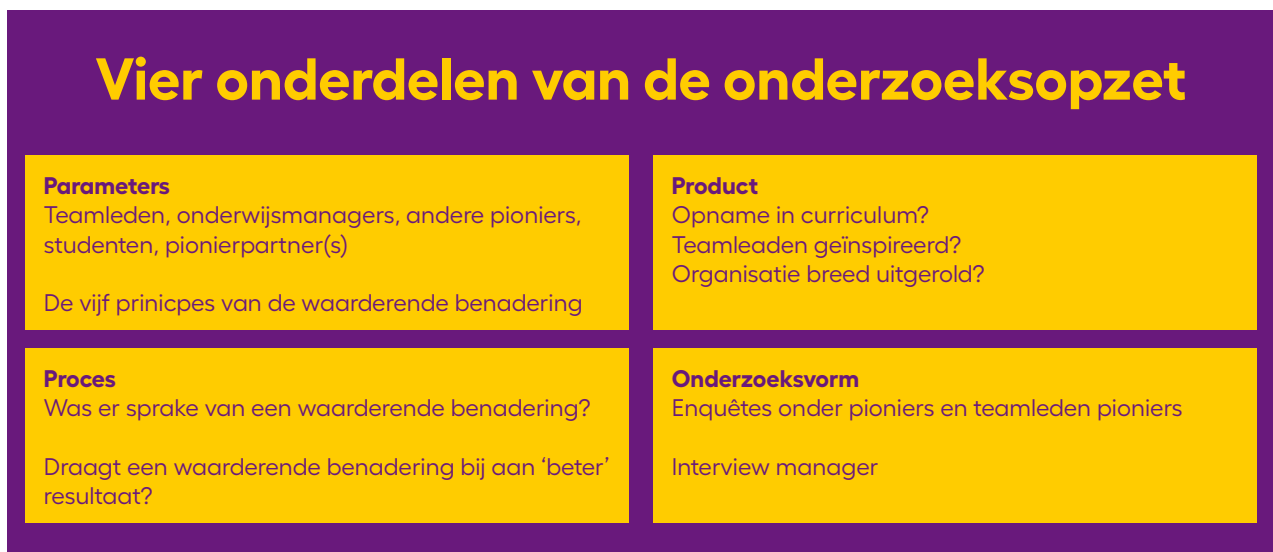 Vier onderdelen van de onderzoeksopzet
Parameters
Teamleden, onderwijsmanagers, andere pioniers,
studenten, pionierpartner(s)
De vijf prinicpes van de waarderende benadering
Product
Opname in curriculum?
Teamleaden geïnspireerd?
Organisatie breed uitgerold?
Proces
Was er sprake van een waarderende benadering?
Draagt een waarderende benadering bij aan ‘beter’
resultaat?
Onderzoeksvorm
Enquêtes onder pioniers en teamleden pioniers
Interview manager